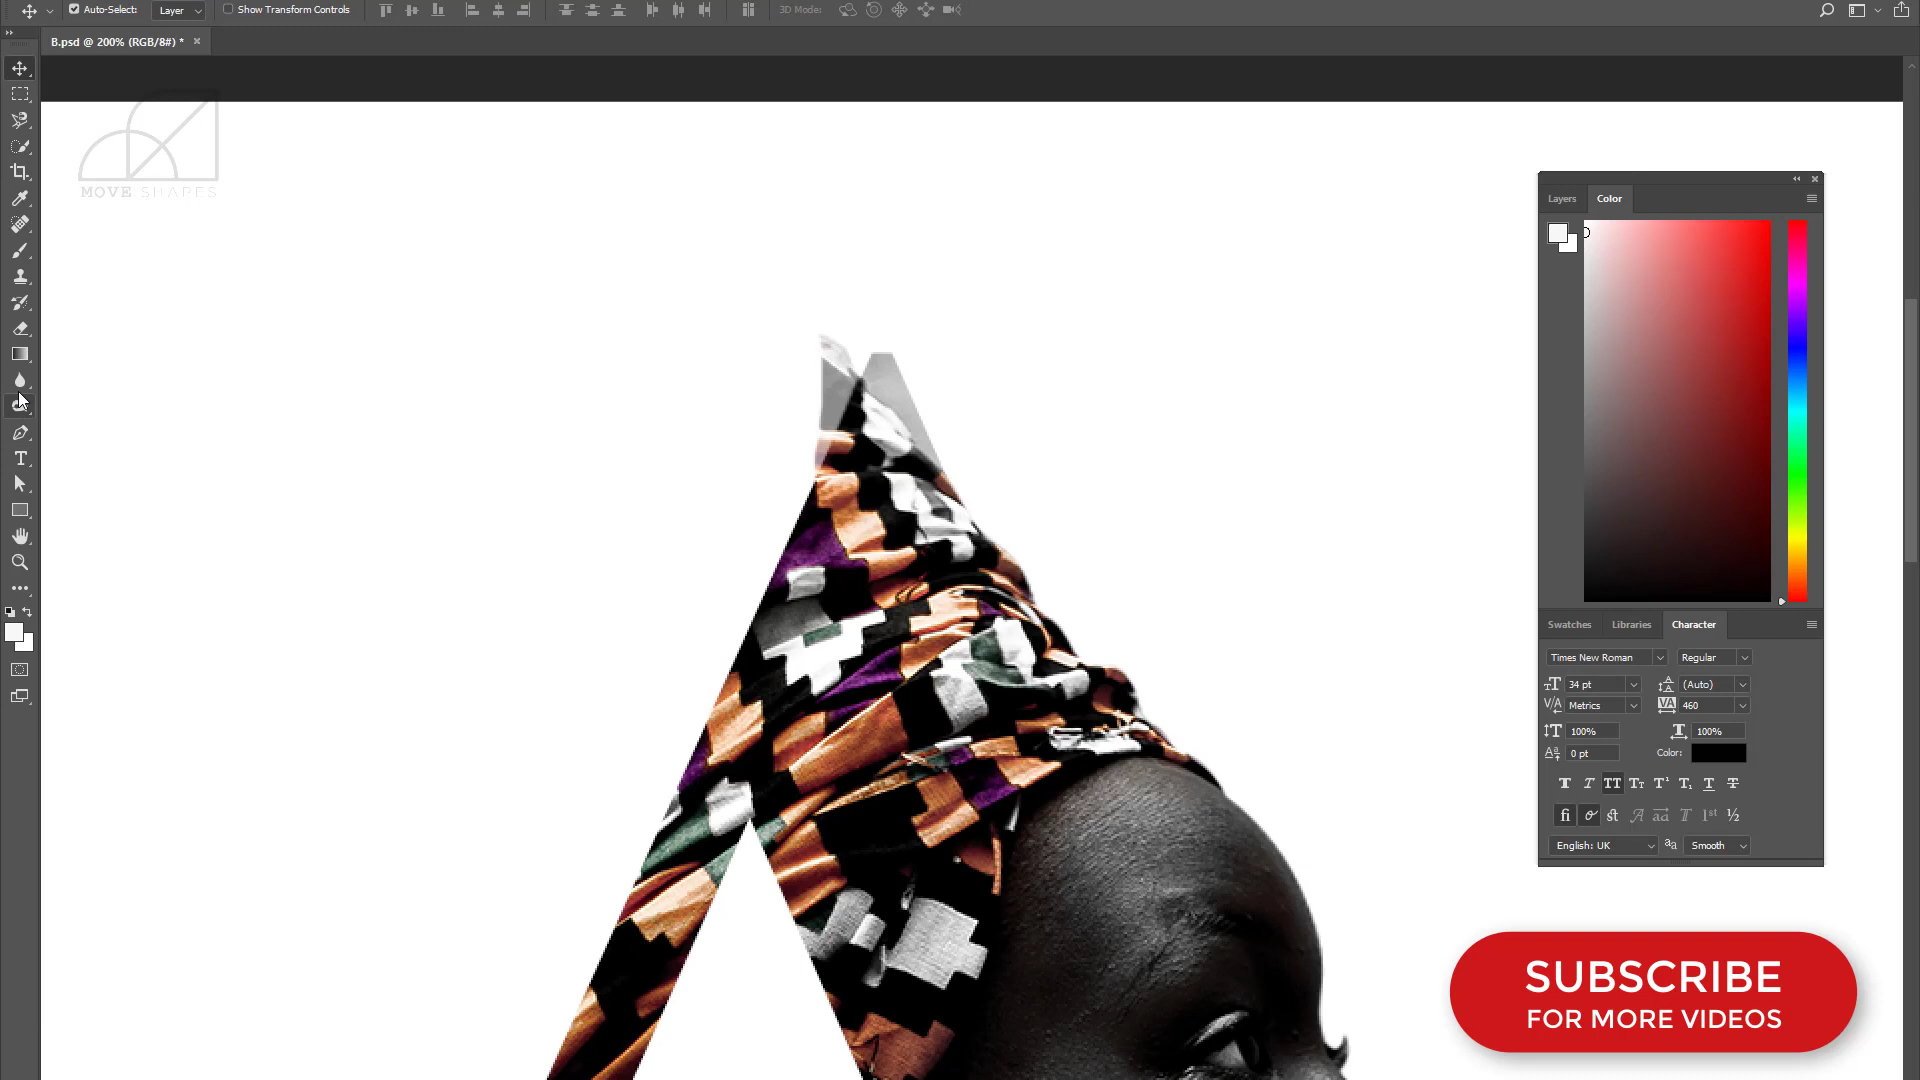 Auto-Select: Layer Show Transform Controls 3D Mode:
B.psd @ 200% (RGB/8#) *
MOVE SHAPES
Layers Color
Swatches Libraries Character
Times New Roman Regular
34 pt (Auto)
Metrics 460
100% 100%
0 pt Color:
English: UK aa Smooth
SUBSCRIBE
FOR MORE VIDEOS